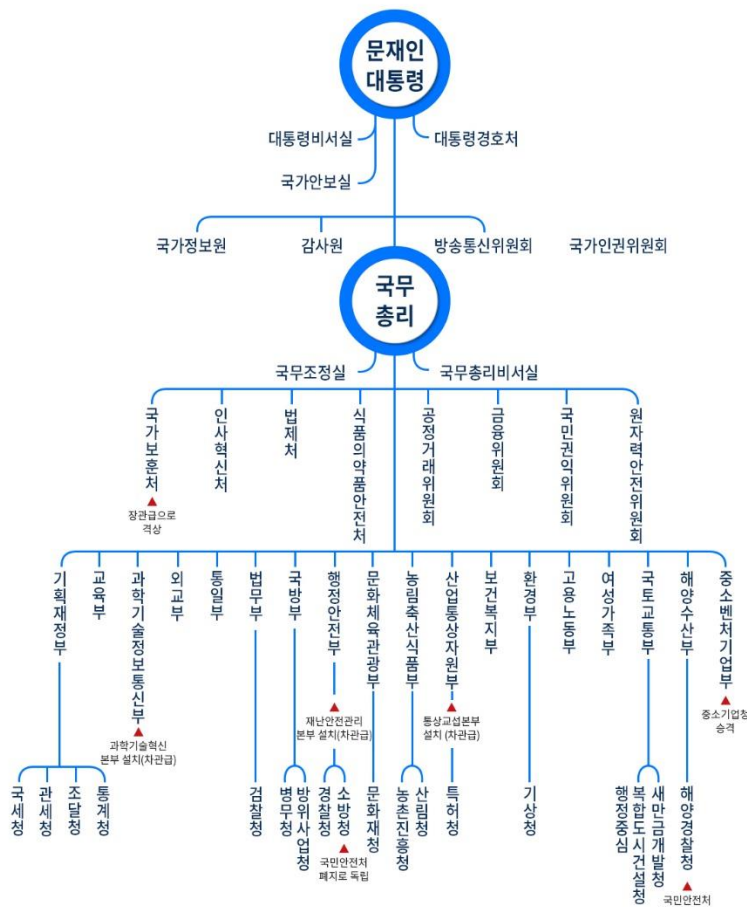 문재인
대통령
대통령비서실
대통령경호처
국가안보실
국가정보원
감사원
방송통신위원회
국가인권위원회
국무
총리
국무조정실
국무총리비서실
국가보훈처
인사혁신처
법제처
식품의약품안전처
공정거래위원회
금융위원회
국민권익위원회
원자력안전위원회
▲
장관급으로
격상
기획재정부
교육부
과학기술정보통신부
외교부
통일부
법무부
국방부
행정안전부
문화체육관광부
농림축산식품부
산업통상자원부
보건복지부
환경부
고용노동부
여성가족부
국토교통부
해양수산부
중소벤처기업부
▲
과학기술혁신
본부 설치(차관급)
▲
재난안전관리
본부 설치(차관급)
▲
통상교섭본부
설치 (차관급)
▲
중소기업청
승격
국세청
관세청
조달청
통계청
검찰청
병무청
방위사업청
경찰청
소방청
문화재청
농촌진흥청
산림청
특허청
기상청
행정중심
복합도시건설청
새만금개발청
해양경찰청
▲
국민안전처
폐지로 독립
▲
국민안전처